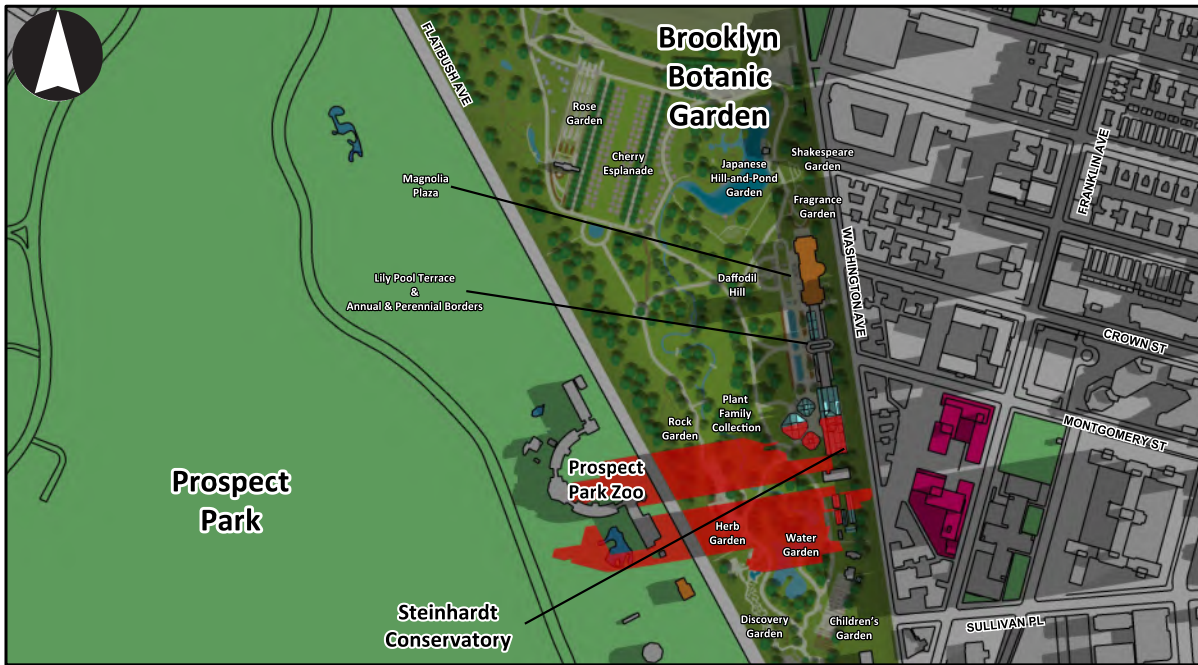 FLATBUSH AVE
Brooklyn
Botanic
Garden
Rose
Garden
Cherry
Esplanade
Japanese
Hill-and-Pond
Garden
Shakespeare
Garden
Fragrance
Garden
FRANKLIN AVE
Magnolia
Plaza
WASHINGTON AVE
Lily Pool Terrace
&
Annual & Perennial Borders
Daffodil
Hill
CROWN ST
Plant
Family
Collection
Rock
Garden
MONTGOMERY ST
Prospect
Park
Prospect
Park Zoo
Herb
Garden
Water
Garden
Steinhardt
Conservatory
Discovery
Garden
Children's
Garden
SULLIVAN PL